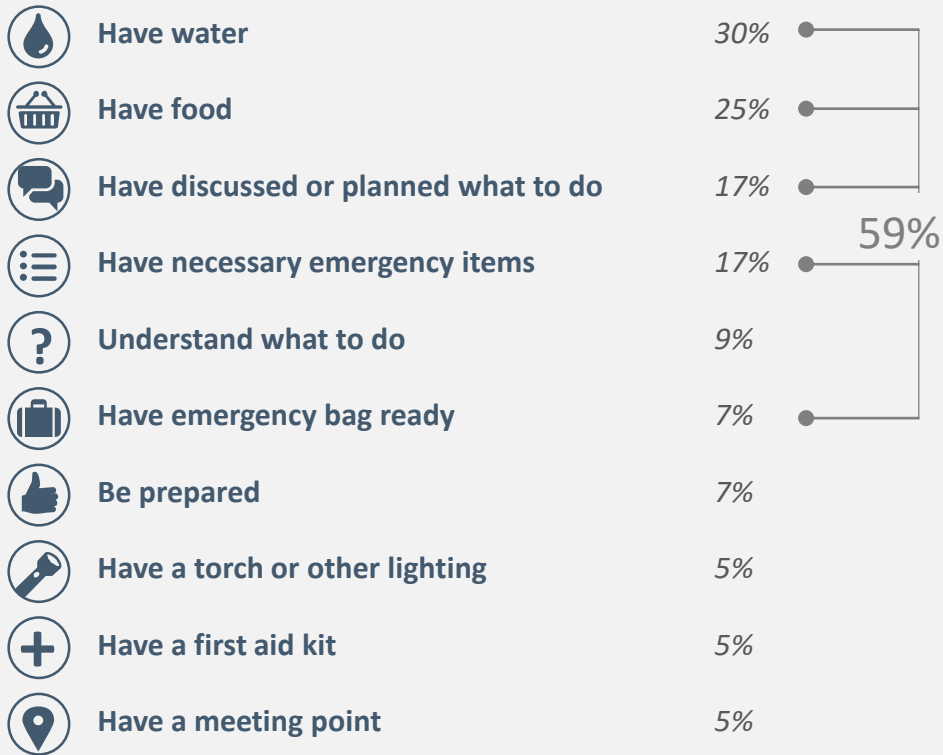 Have water 30%
Have food 25%
Have discussed or planned what to do 17%
59%
Have necessary emergency items 17%
? Understand what to do 9%
Have emergency bag ready 7%
Be prepared 7%
Have a torch or other lighting 5%
Have a first aid kit 5%
Have a meeting point 5%